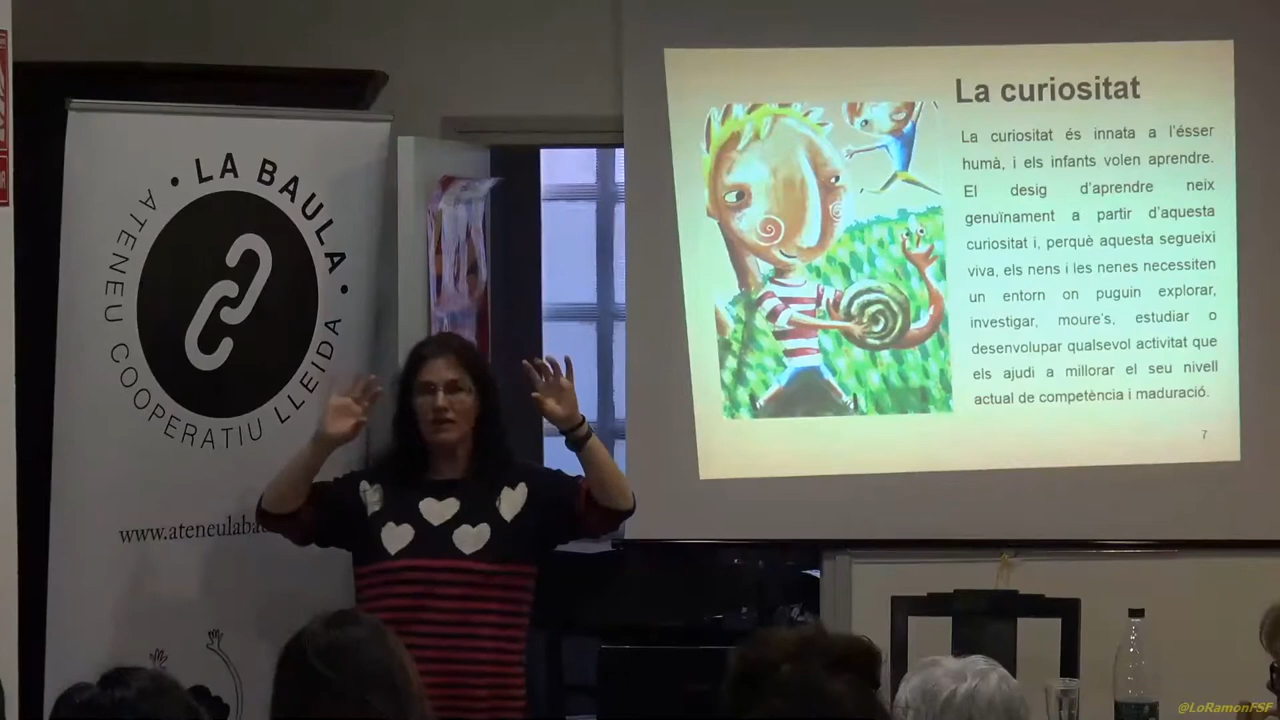 • LA BAULA •
ATENEU COOPERATIU LLEIDA
www.ateneulaba
La curiositat
La curiositat és innata a l'ésser
humà, i els infants volen aprendre.
El desig d'aprendre neix
genuïnament a partir d'aquesta
curiositat i, perquè aquesta segueixi
viva, els nens i les nenes necessiten
un entorn on puguin explorar,
investigar, moure's, estudiar o
desenvolupar qualsevol activitat que
els ajudi a millorar el seu nivell
actual de competència i maduració.
7
@LoRamonFSF